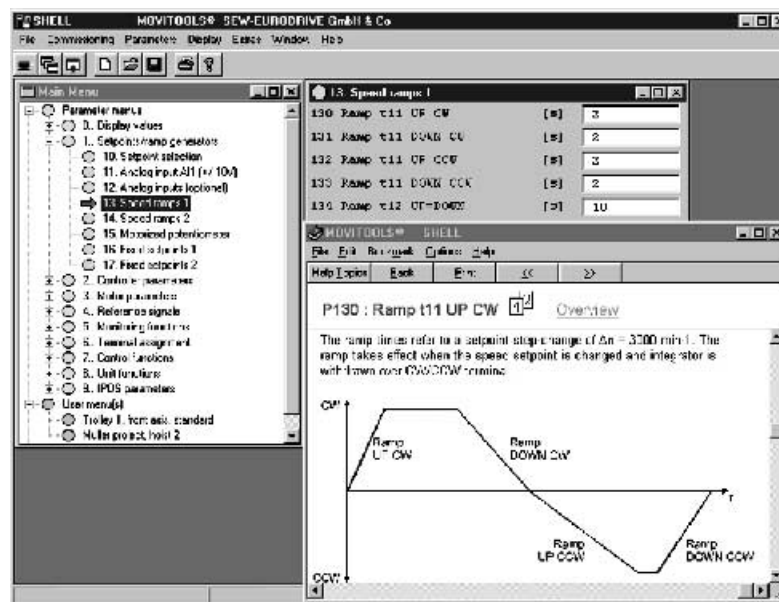 SHELL MOVITOOLS® SEW-EURODRIVE GmbH & Co
File Commissioning Parameters Display Extras Window Help
Main Menu
Parameter menus
0.. Display values
1.. Setpoints/ramp generators
10. Setpoint selection
11. Analog input AI1 (+/-10V)
12. Analog inputs (optional)
13. Speed ramps 1
14. Speed ramps 2
15. Motorized potentiometer
16. Fixed setpoints 1
17. Fixed setpoints 2
2.. Controller parameters
3.. Motor parameters
4.. Reference signals
5.. Monitoring functions
6.. Terminal assignment
7.. Control functions
8.. Unit functions
9.. IPOS parameters
User menu(s)
Trolley 1, front axis, standard
Muller project, hoist 2
13. Speed ramps 1
130 Ramp t11 UP CW [s] 3
131 Ramp t11 DOWN CW [s] 2
132 Ramp t11 UP CCW [s] 3
133 Ramp t11 DOWN CCW [s] 2
134 Ramp t12 UP=DOWN [s] 10
MOVITOOLS® SHELL
File Edit Bookmark Options Help
Help Topics Back Print << >>
P130 : Ramp t11 UP CW Overview
The ramp times refer to a setpoint step change of Δn = 3000 min-1. The
ramp takes effect when the speed setpoint is changed and integrator is
withdrawn over CW/CCW terminal.
CW
Ramp
UP CW
Ramp
DOWN CW
Ramp
UP CCW
Ramp
DOWN CCW
CCW